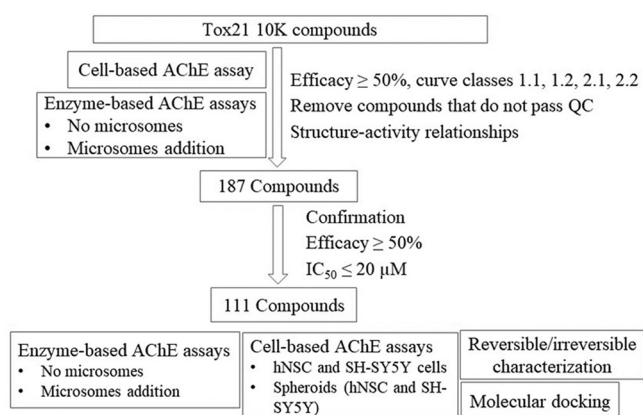 Tox21 10K compounds
Cell-based AChE assay
Enzyme-based AChE assays
• No microsomes
• Microsomes addition
Efficacy ≥ 50%, curve classes 1.1, 1.2, 2.1, 2.2
Remove compounds that do not pass QC
Structure-activity relationships
187 Compounds
Confirmation
Efficacy ≥ 50%
IC50 ≤ 20 µM
111 Compounds
Enzyme-based AChE assays
• No microsomes
• Microsomes addition
Cell-based AChE assays
• hNSC and SH-SY5Y cells
• Spheroids (hNSC and SH-
SY5Y)
Reversible/irreversible
characterization
Molecular docking